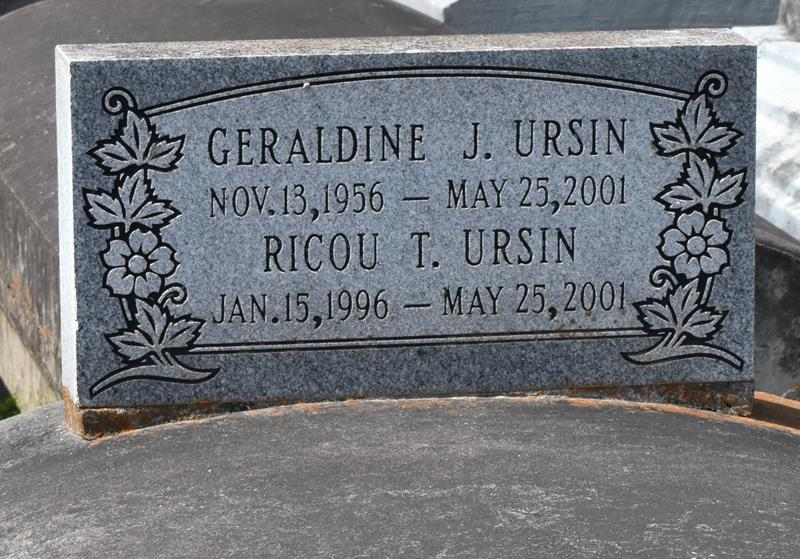 GERALDINE J. URSIN
NOV. 13, 1956 — MAY 25, 2001
RICOU T. URSIN
JAN. 15, 1996 — MAY 25, 2001